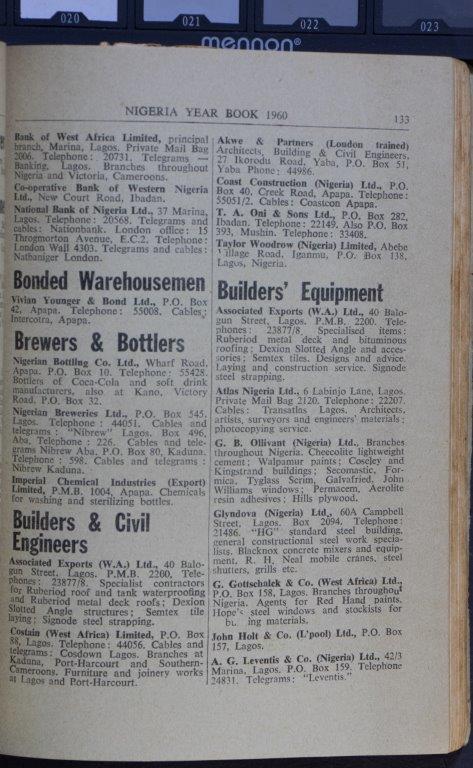 020
021
022
023
mennon®
NIGERIA YEAR BOOK 1960
133
Bank of West Africa Limited, principal
branch, Marina, Lagos. Private Mail Bag
2006. Telephone: 20731. Telegrams —
Banking, Lagos. Branches throughout
Nigeria and Victoria, Cameroons.
Co-operative Bank of Western Nigeria
Ltd., New Court Road, Ibadan.
National Bank of Nigeria Ltd., 37 Marina,
Lagos. Telephone: 20568. Telegrams and
cables: Nationbank. London office: 15
Throgmorton Avenue, E.C.2. Telephone:
London Wall 4303. Telegrams and cables:
Nathaniger London.
Bonded Warehousemen
Vivian Younger & Bond Ltd., P.O. Box
42, Apapa. Telephone: 55008. Cables:
Intercotra, Apapa.
Brewers & Bottlers
Nigerian Bottling Co. Ltd., Wharf Road,
Apapa. P.O. Box 10. Telephone: 55428.
Bottlers of Coca-Cola and soft drink
manufacturers, also at Kano, Victory
Road, P.O. Box 32.
Nigerian Breweries Ltd., P.O. Box 545,
Lagos. Telephone: 44051. Cables and
telegrams: "Nibrew" Lagos. Box 496,
Aba, Telephone: 226. Cables and tele-
grams Nibrew Aba. P.O. Box 80, Kaduna.
Telephone: 598. Cables and telegrams:
Nibrew Kaduna.
Imperial Chemical Industries (Export)
Limited, P.M.B. 1004, Apapa. Chemicals
for washing and sterilizing bottles.
Builders & Civil
Engineers
Associated Exports (W.A.) Ltd., 40 Balo-
gun Street, Lagos. P.M.B. 2200, Tele-
phones: 23877/8. Specialist contractors
for Ruberiod roof and tank waterproofing
and Ruberiod metal deck roofs; Dexion
Slotted Angle structures; Semtex tile
laying; Signode steel strapping.
Costain (West Africa) Limited, P.O. Box
88, Lagos. Telephone: 44056. Cables and
telegrams: Cosdown Lagos. Branches at
Kaduna, Port-Harcourt and Southern-
Cameroons. Furniture and joinery works
at Lagos and Port-Harcourt.
Akwe & Partners (London trained)
Architects, Building & Civil Engineers,
27 Ikorodu Road, Yaba, P.O. Box 51,
Yaba Phone: 44986.
Coast Construction (Nigeria) Ltd., P.O.
Box 40, Creek Road, Apapa. Telephone:
55051/2. Cables: Coastcon Apapa.
T. A. Oni & Sons Ltd., P.O. Box 282,
Ibadan. Telephone: 22149. Also P.O. Box
393, Mushin. Telephone: 33408.
Taylor Woodrow (Nigeria) Limited, Abebe
Village Road, Iganmu, P.O. Box 138,
Lagos, Nigeria.
Builders' Equipment
Associated Exports (W.A.) Ltd., 40 Balo-
gun Street, Lagos. P.M.B. 2200. Tele-
phones: 23877/8. Specialised items:
Ruberiod metal deck and bituminous
roofing; Dexion Slotted Angle and acces-
ories; Semtex tiles. Designs and advice.
Laying and construction service. Signode
steel strapping.
Atlas Nigeria Ltd., 6 Labinjo Lane, Lagos.
Private Mail Bag 2120. Telephone: 22207.
Cables: Transatlas Lagos. Architects,
artists, surveyors and engineers' materials;
photocopying service.
G. B. Ollivant (Nigeria) Ltd., Branches
throughout Nigeria. Cheecolite lightweight
cement; Walpamur paints; Coseley and
Kingstrand buildings; Secomastic, For-
mica, Tyglass Scrim, Galvafried, John
Williams windows; Permacem, Aerolite
resin adhesives; Hills plywood.
Glyndova (Nigeria) Ltd., 60A Campbell
Street, Lagos. Box 2094. Telephone:
21486. "HG" standard steel building,
general constructional steel work specia-
lists. Blacknox concrete mixers and equip-
ment. R. H. Neal mobile cranes, steel
shutters, grills etc.
G. Gottschalck & Co. (West Africa) Ltd.,
P.O. Box 158, Lagos. Branches throughout
Nigeria. Agents for Red Hand paints,
Hope's steel windows and stockists for
ing materials.
John Holt & Co. (L'pool) Ltd., P.O. Box
157, Lagos.
A. G. Leventis & Co. (Nigeria) Ltd., 42/3
Marina, Lagos. P.O. Box 159. Telephone
24831. Telegrams: "Leventis."